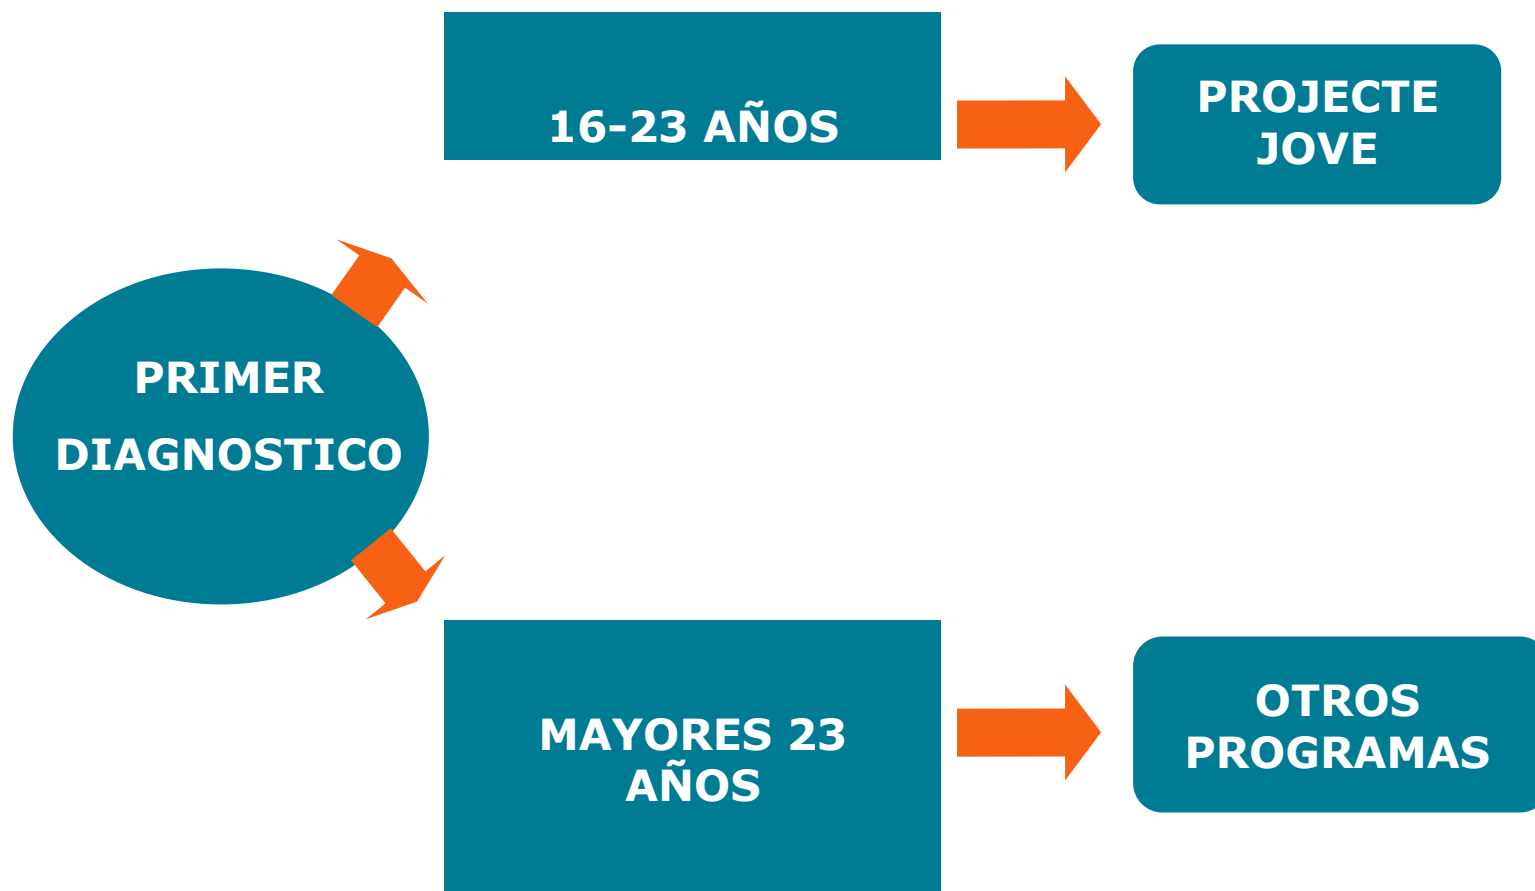 16-23 AÑOS
PROJECTE
JOVE
PRIMER
DIAGNOSTICO
MAYORES 23
AÑOS
OTROS
PROGRAMAS